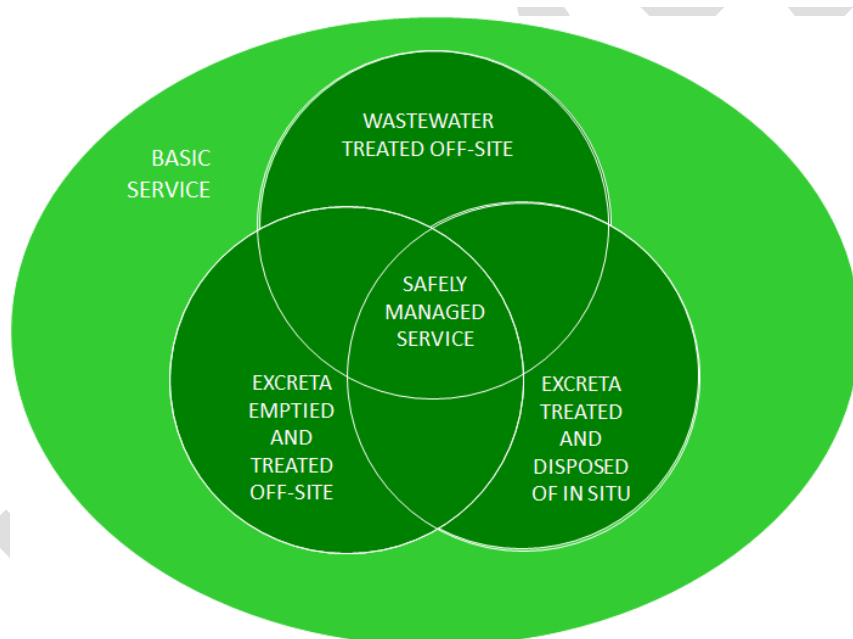 WASTEWATER
TREATED OFF-SITE
BASIC
SERVICE
SAFELY
MANAGED
SERVICE
EXCRETA
EMPTIED
AND
TREATED
OFF-SITE
EXCRETA
TREATED
AND
DISPOSED
OF IN SITU